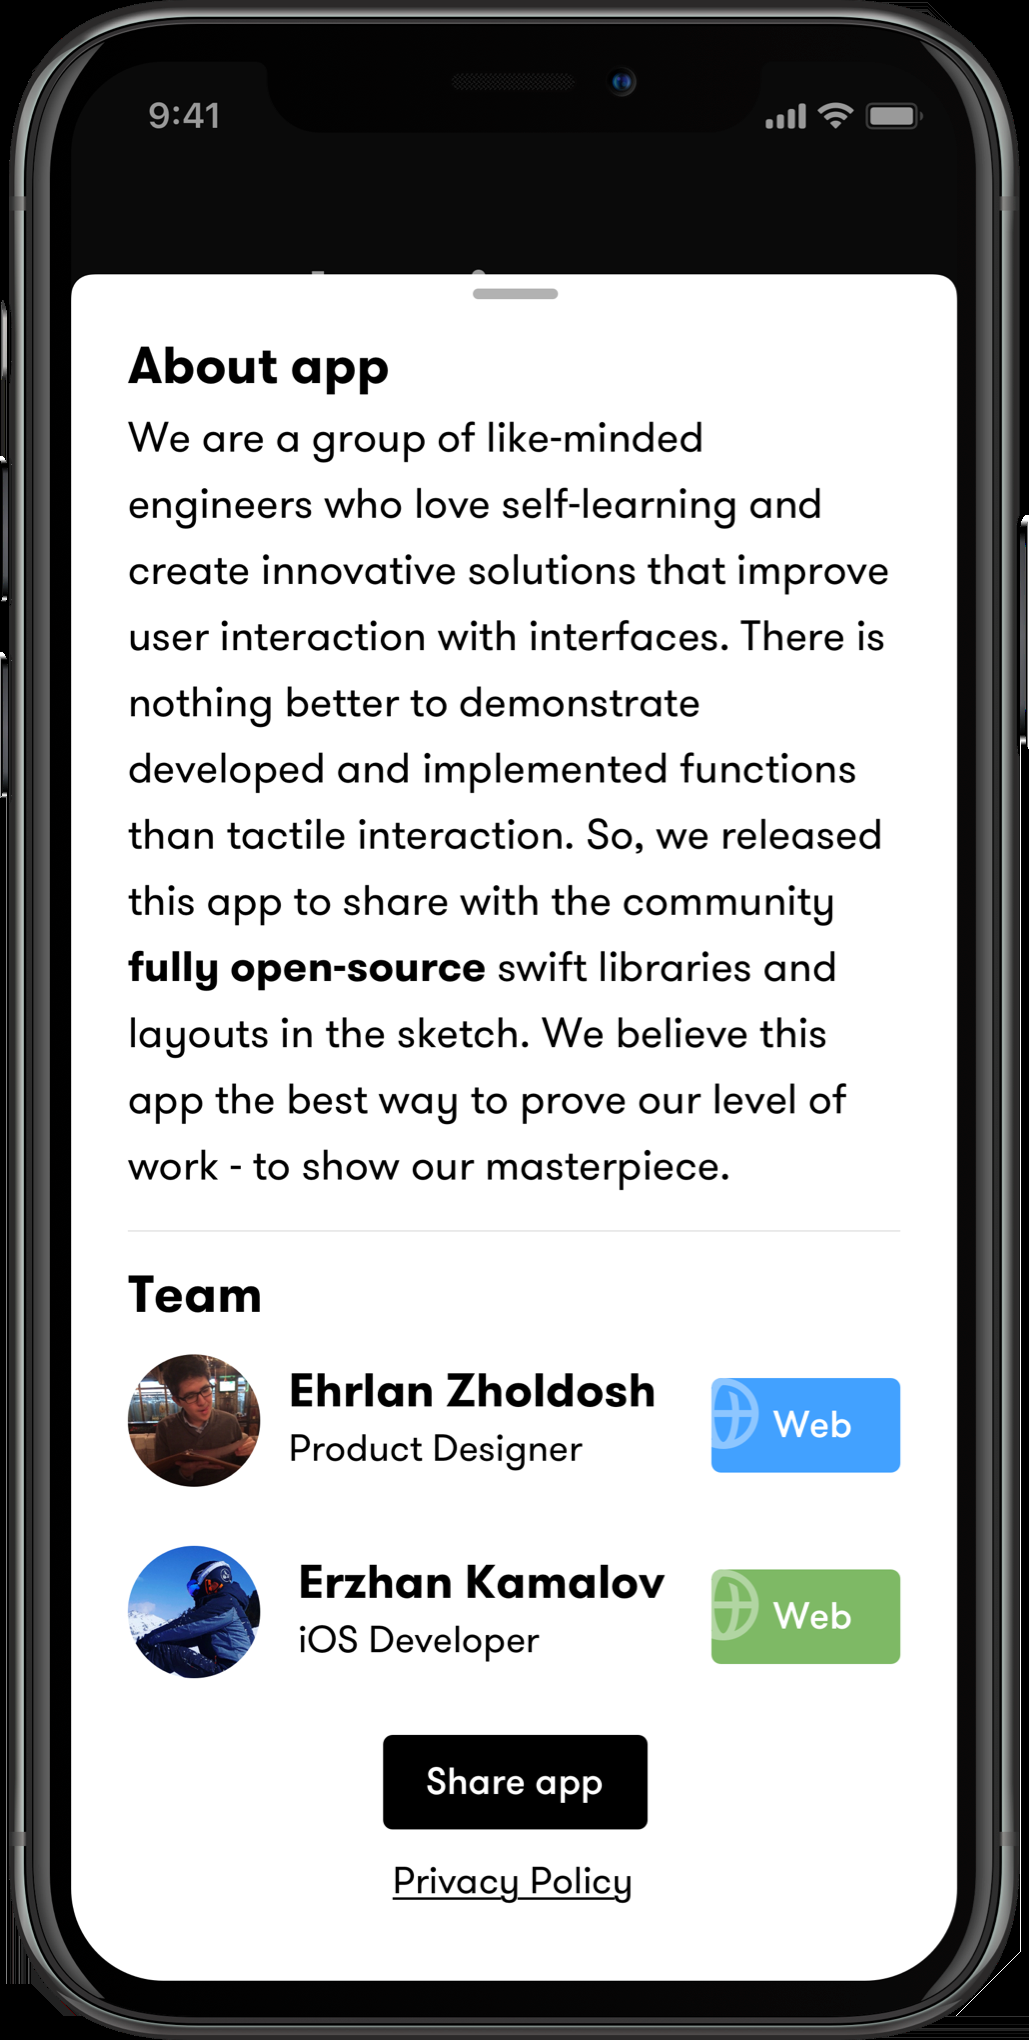 9:41
About app
We are a group of like-minded
engineers who love self-learning and
create innovative solutions that improve
user interaction with interfaces. There is
nothing better to demonstrate
developed and implemented functions
than tactile interaction. So, we released
this app to share with the community
fully open-source swift libraries and
layouts in the sketch. We believe this
app the best way to prove our level of
work - to show our masterpiece.
Team
Ehrlan Zholdosh
Product Designer
Web
Erzhan Kamalov
iOS Developer
Web
Share app
Privacy Policy